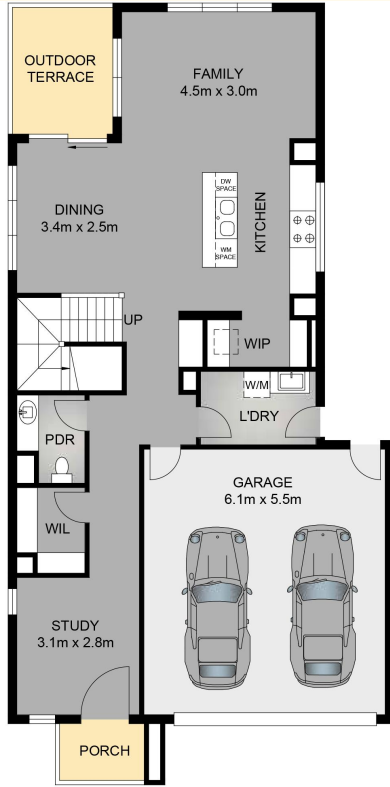 OUTDOOR
TERRACE
FAMILY
4.5m x 3.0m
DW
SPACE
DINING
3.4m x 2.5m
KITCHEN
WM
SPACE
UP
WIP
W/M
L'DRY
PDR
GARAGE
6.1m x 5.5m
WIL
STUDY
3.1m x 2.8m
PORCH